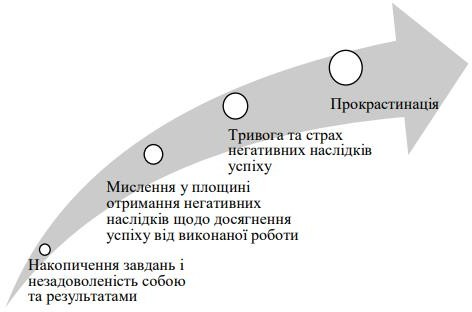 Прокрастинація
Тривога та страх
негативних наслідків
успіху
Мислення у площині
отримання негативних
наслідків щодо досягнення
успіху від виконаної роботи
Накопичення завдань і
незадоволеність собою
та результатами